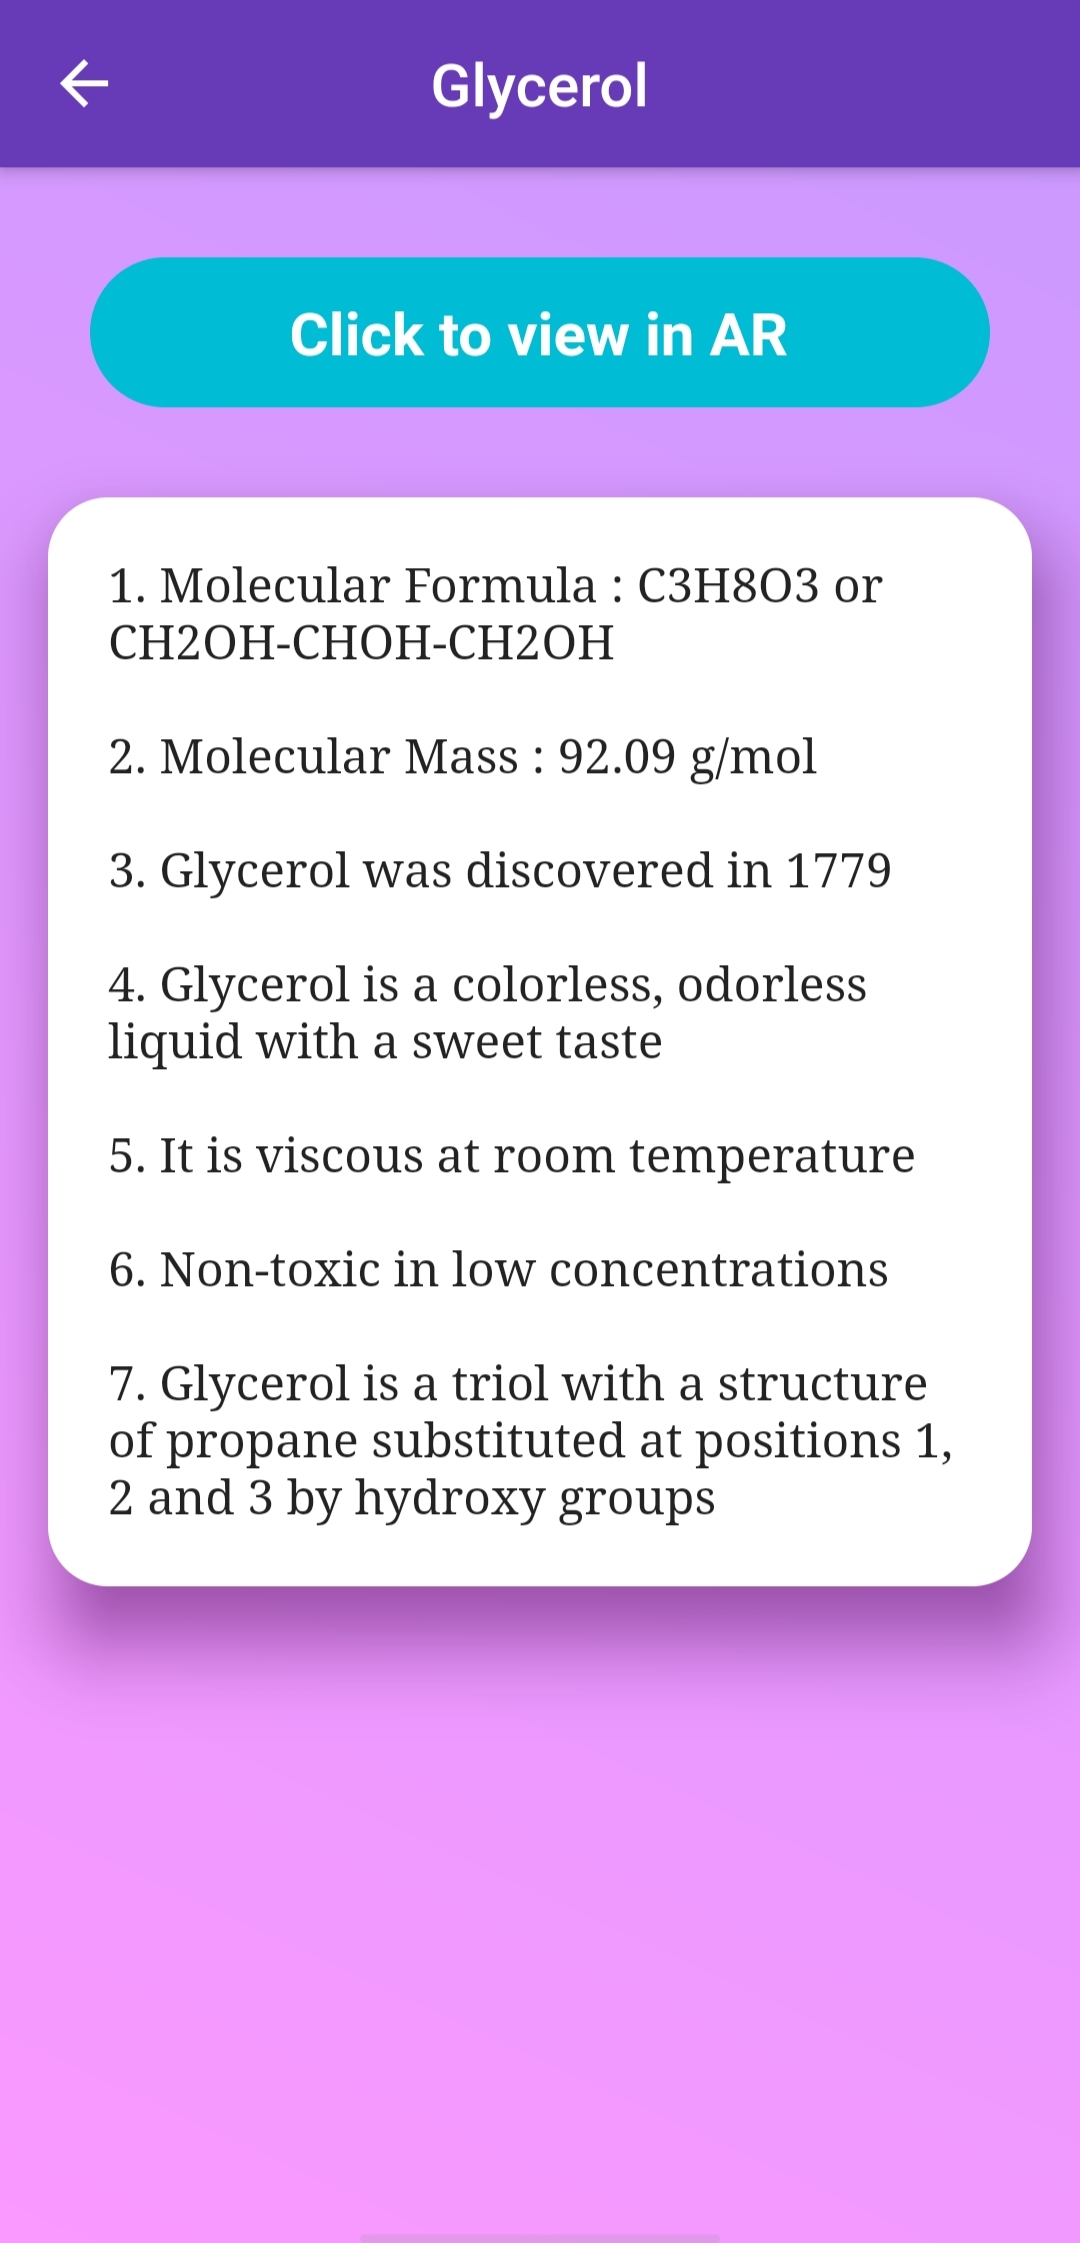 Glycerol
Click to view in AR
1. Molecular Formula : C3H8O3 or
CH2OH-CHOH-CH2OH
2. Molecular Mass : 92.09 g/mol
3. Glycerol was discovered in 1779
4. Glycerol is a colorless, odorless
liquid with a sweet taste
5. It is viscous at room temperature
6. Non-toxic in low concentrations
7. Glycerol is a triol with a structure
of propane substituted at positions 1,
2 and 3 by hydroxy groups